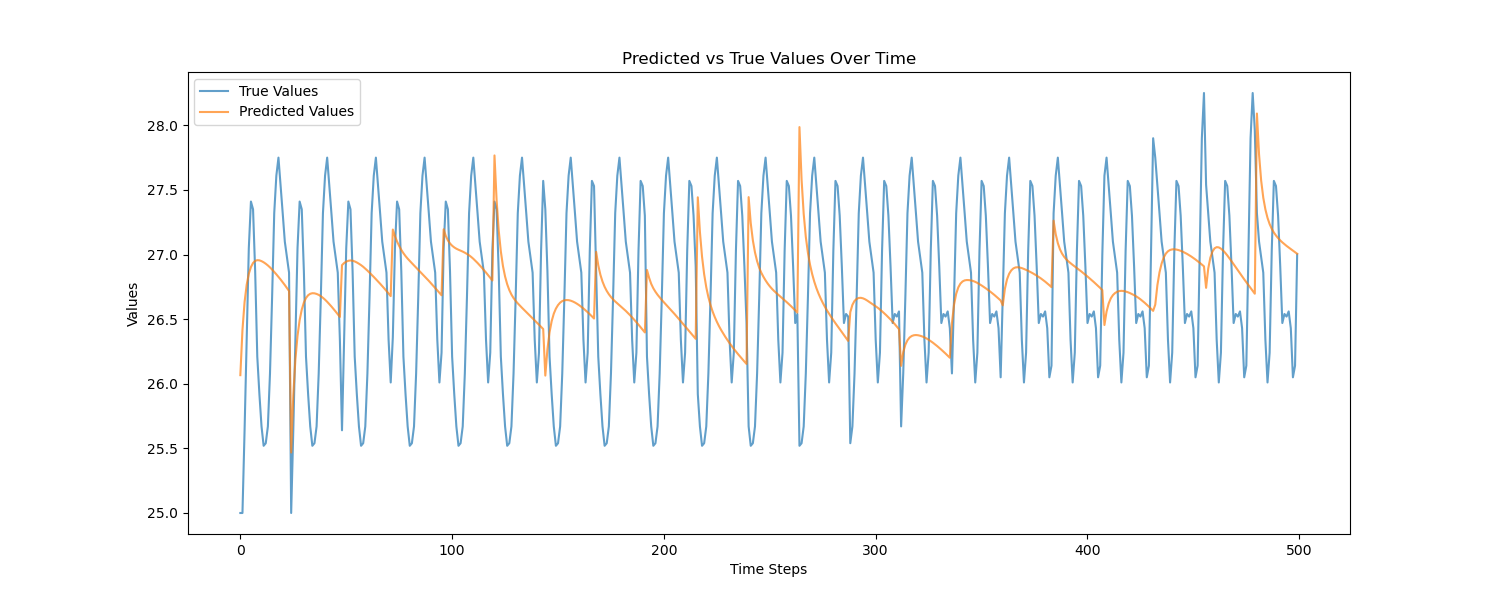 Predicted vs True Values Over Time
True Values
Predicted Values
Values
28.0
27.5
27.0
26.5
26.0
25.5
25.0
0 100 200 300 400 500
Time Steps